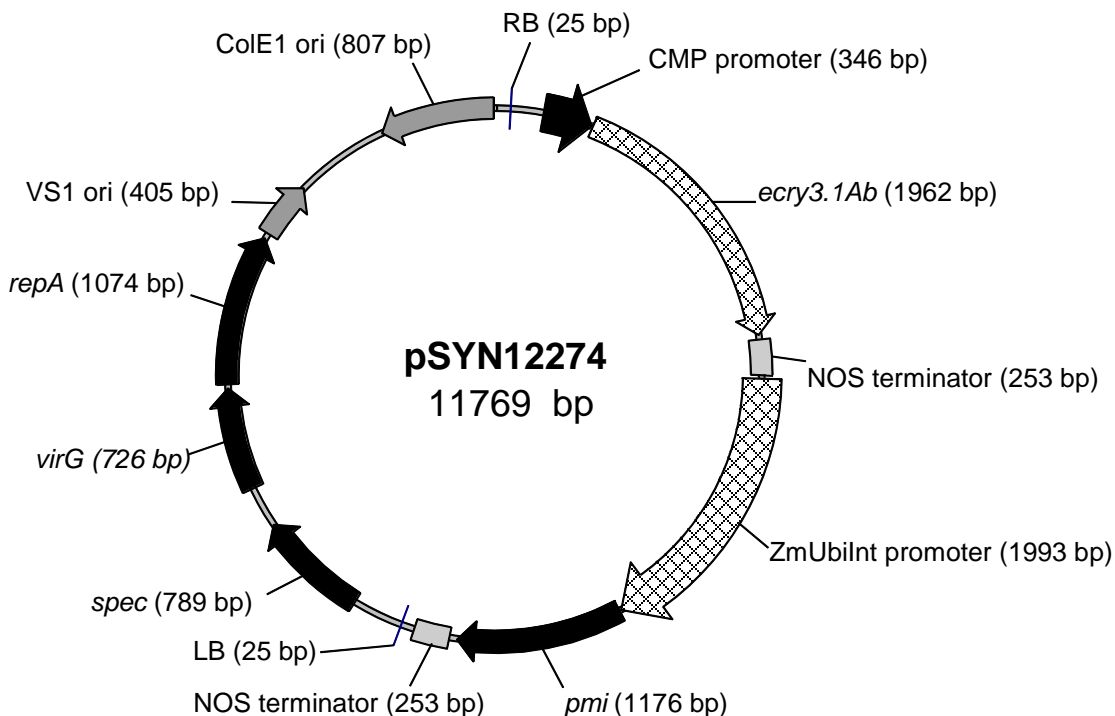 RB (25 bp)
ColE1 ori (807 bp)
CMP promoter (346 bp)
VS1 ori (405 bp)
ecry3.1Ab (1962 bp)
repA (1074 bp)
pSYN12274
11769 bp
NOS terminator (253 bp)
virG (726 bp)
ZmUbiInt promoter (1993 bp)
spec (789 bp)
LB (25 bp)
NOS terminator (253 bp)
pmi (1176 bp)